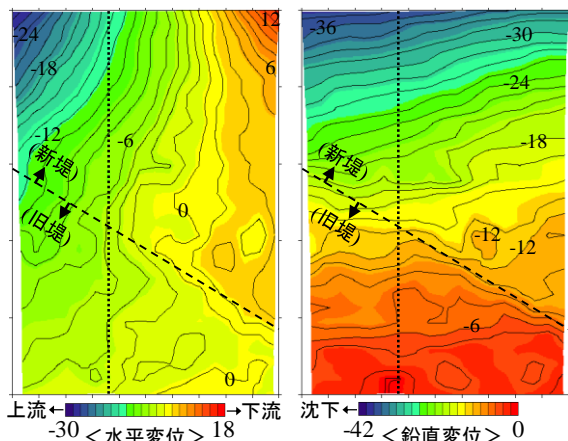 -24
12
-18
6
-12
-6
(新堤)
(旧堤)
0
0
上流← →下流
-30 <水平変位> 18
-36
-30
-24
-18
(新堤)
(旧堤)
-12
-12
-6
沈下←
-42 <鉛直変位> 0